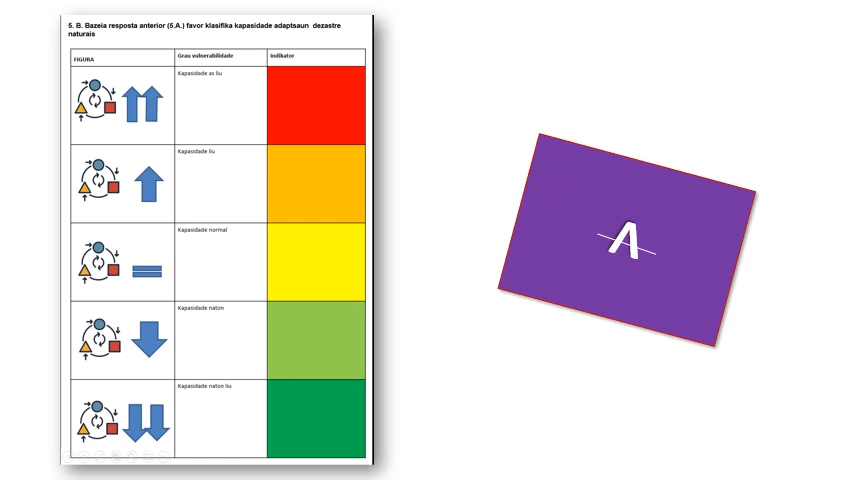 5. B. Bazeia resposta anterior (5.A.) favor klasifika kapasidade adaptsaun dezastre
naturais
FIGURA
Grau vulnerabilidade
Indikator
Kapasidade as liu
Kapasidade liu
Kapasidade normal
Kapasidade naton
Kapasidade naton liu